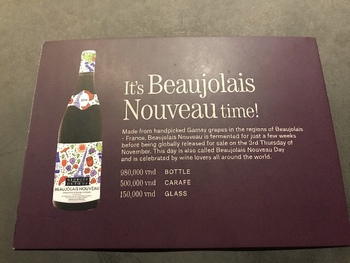 It's Beaujolais
Nouveau time!
Made from handpicked Gamay grapes in the regions of Beaujolais
- France. Beaujolais Nouveau is fermented for just a few weeks
before being globally released for sale on the 3rd Thursday of
November. This day is also called Beaujolais Nouveau Day
and is celebrated by wine lovers all around the world.
980,000 vnd BOTTLE
500,000 CARAFE
150,000 vnd GLASS
BEAUJOLAIS NOUVEAU